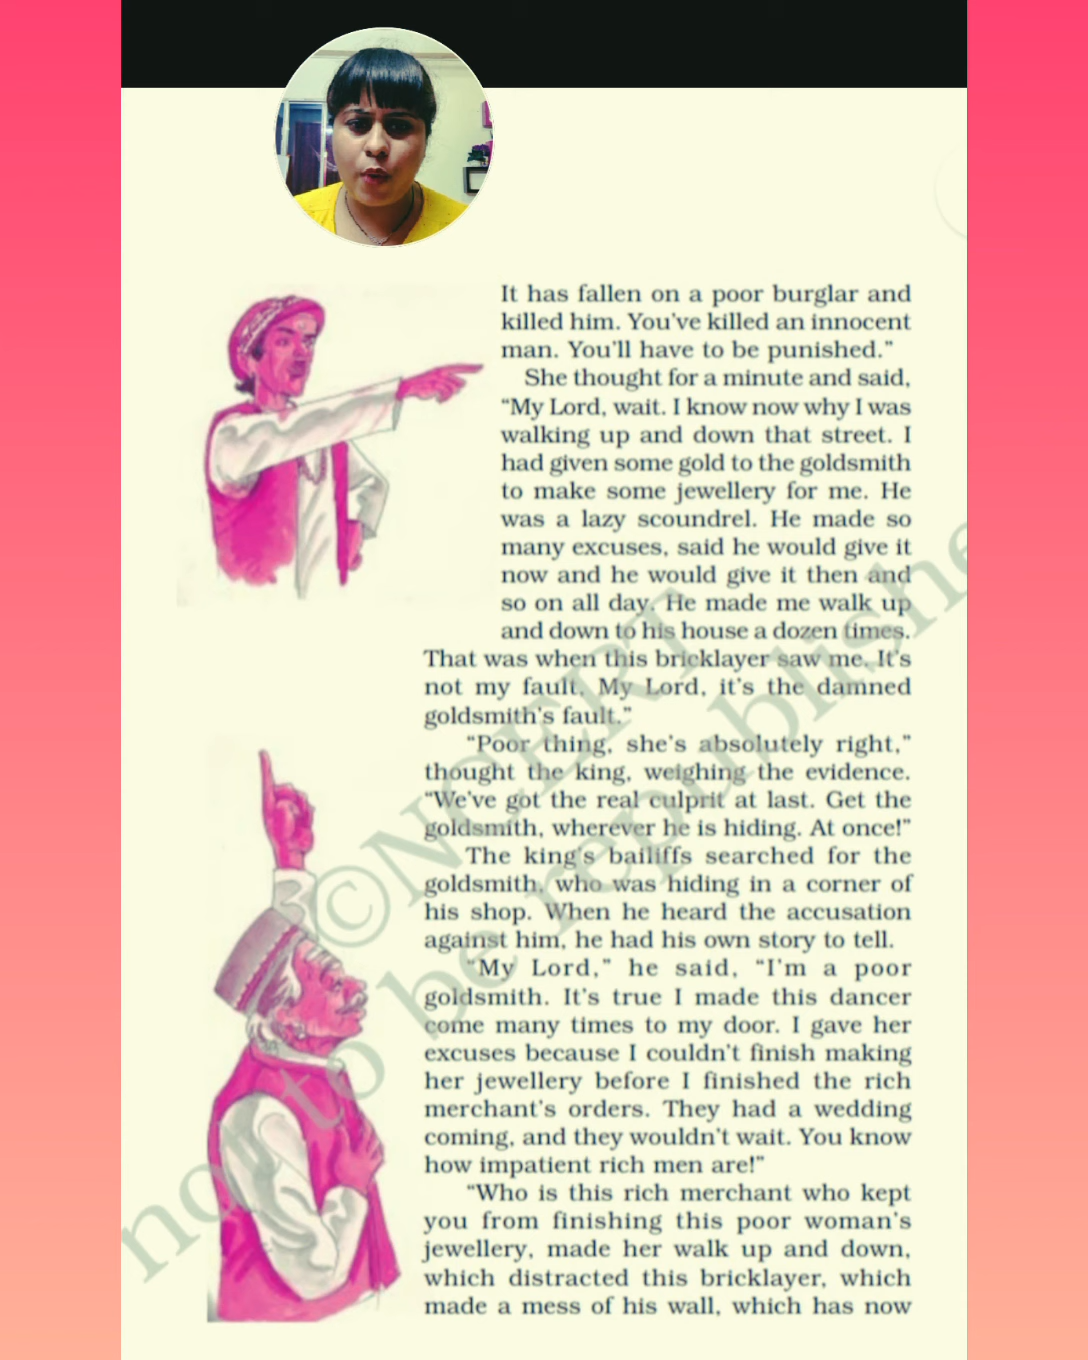 It has fallen on a poor burglar and
killed him. You've killed an innocent
man. You'll have to be punished."
She thought for a minute and said,
"My Lord, wait. I know now why I was
walking up and down that street. I
had given some gold to the goldsmith
to make some jewellery for me. He
was a lazy scoundrel. He made so
many excuses, said he would give it
now and he would give it then and
so on all day. He made me walk up
and down to his house a dozen times.
That was when this bricklayer saw me. It's
not my fault. My Lord, it's the damned
goldsmith's fault."
"Poor thing, she's absolutely right,"
thought the king, weighing the evidence.
"We've got the real culprit at last. Get the
goldsmith, wherever he is hiding. At once!"
The king's bailiffs searched for the
goldsmith, who was hiding in a corner of
his shop. When he heard the accusation
against him, he had his own story to tell.
"My Lord," he said, "I'm a poor
goldsmith. It's true I made this dancer
come many times to my door. I gave her
excuses because I couldn't finish making
her jewellery before I finished the rich
merchant's orders. They had a wedding
coming, and they wouldn't wait. You know
how impatient rich men are!"
"Who is this rich merchant who kept
you from finishing this poor woman's
jewellery, made her walk up and down,
which distracted this bricklayer, which
made a mess of his wall, which has now
©NCERT
not to be republishe